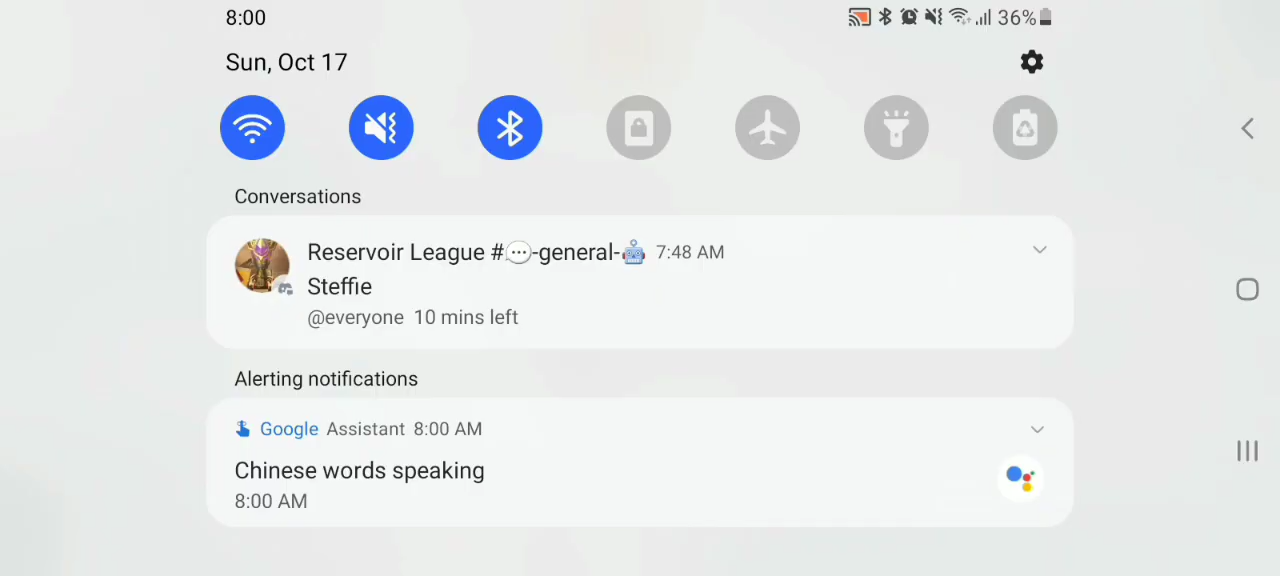 8:00 36%
Sun, Oct 17
Conversations
Reservoir League #💬-general-🤖 7:48 AM
Steffie
@everyone 10 mins left
Alerting notifications
Google Assistant 8:00 AM
Chinese words speaking
8:00 AM